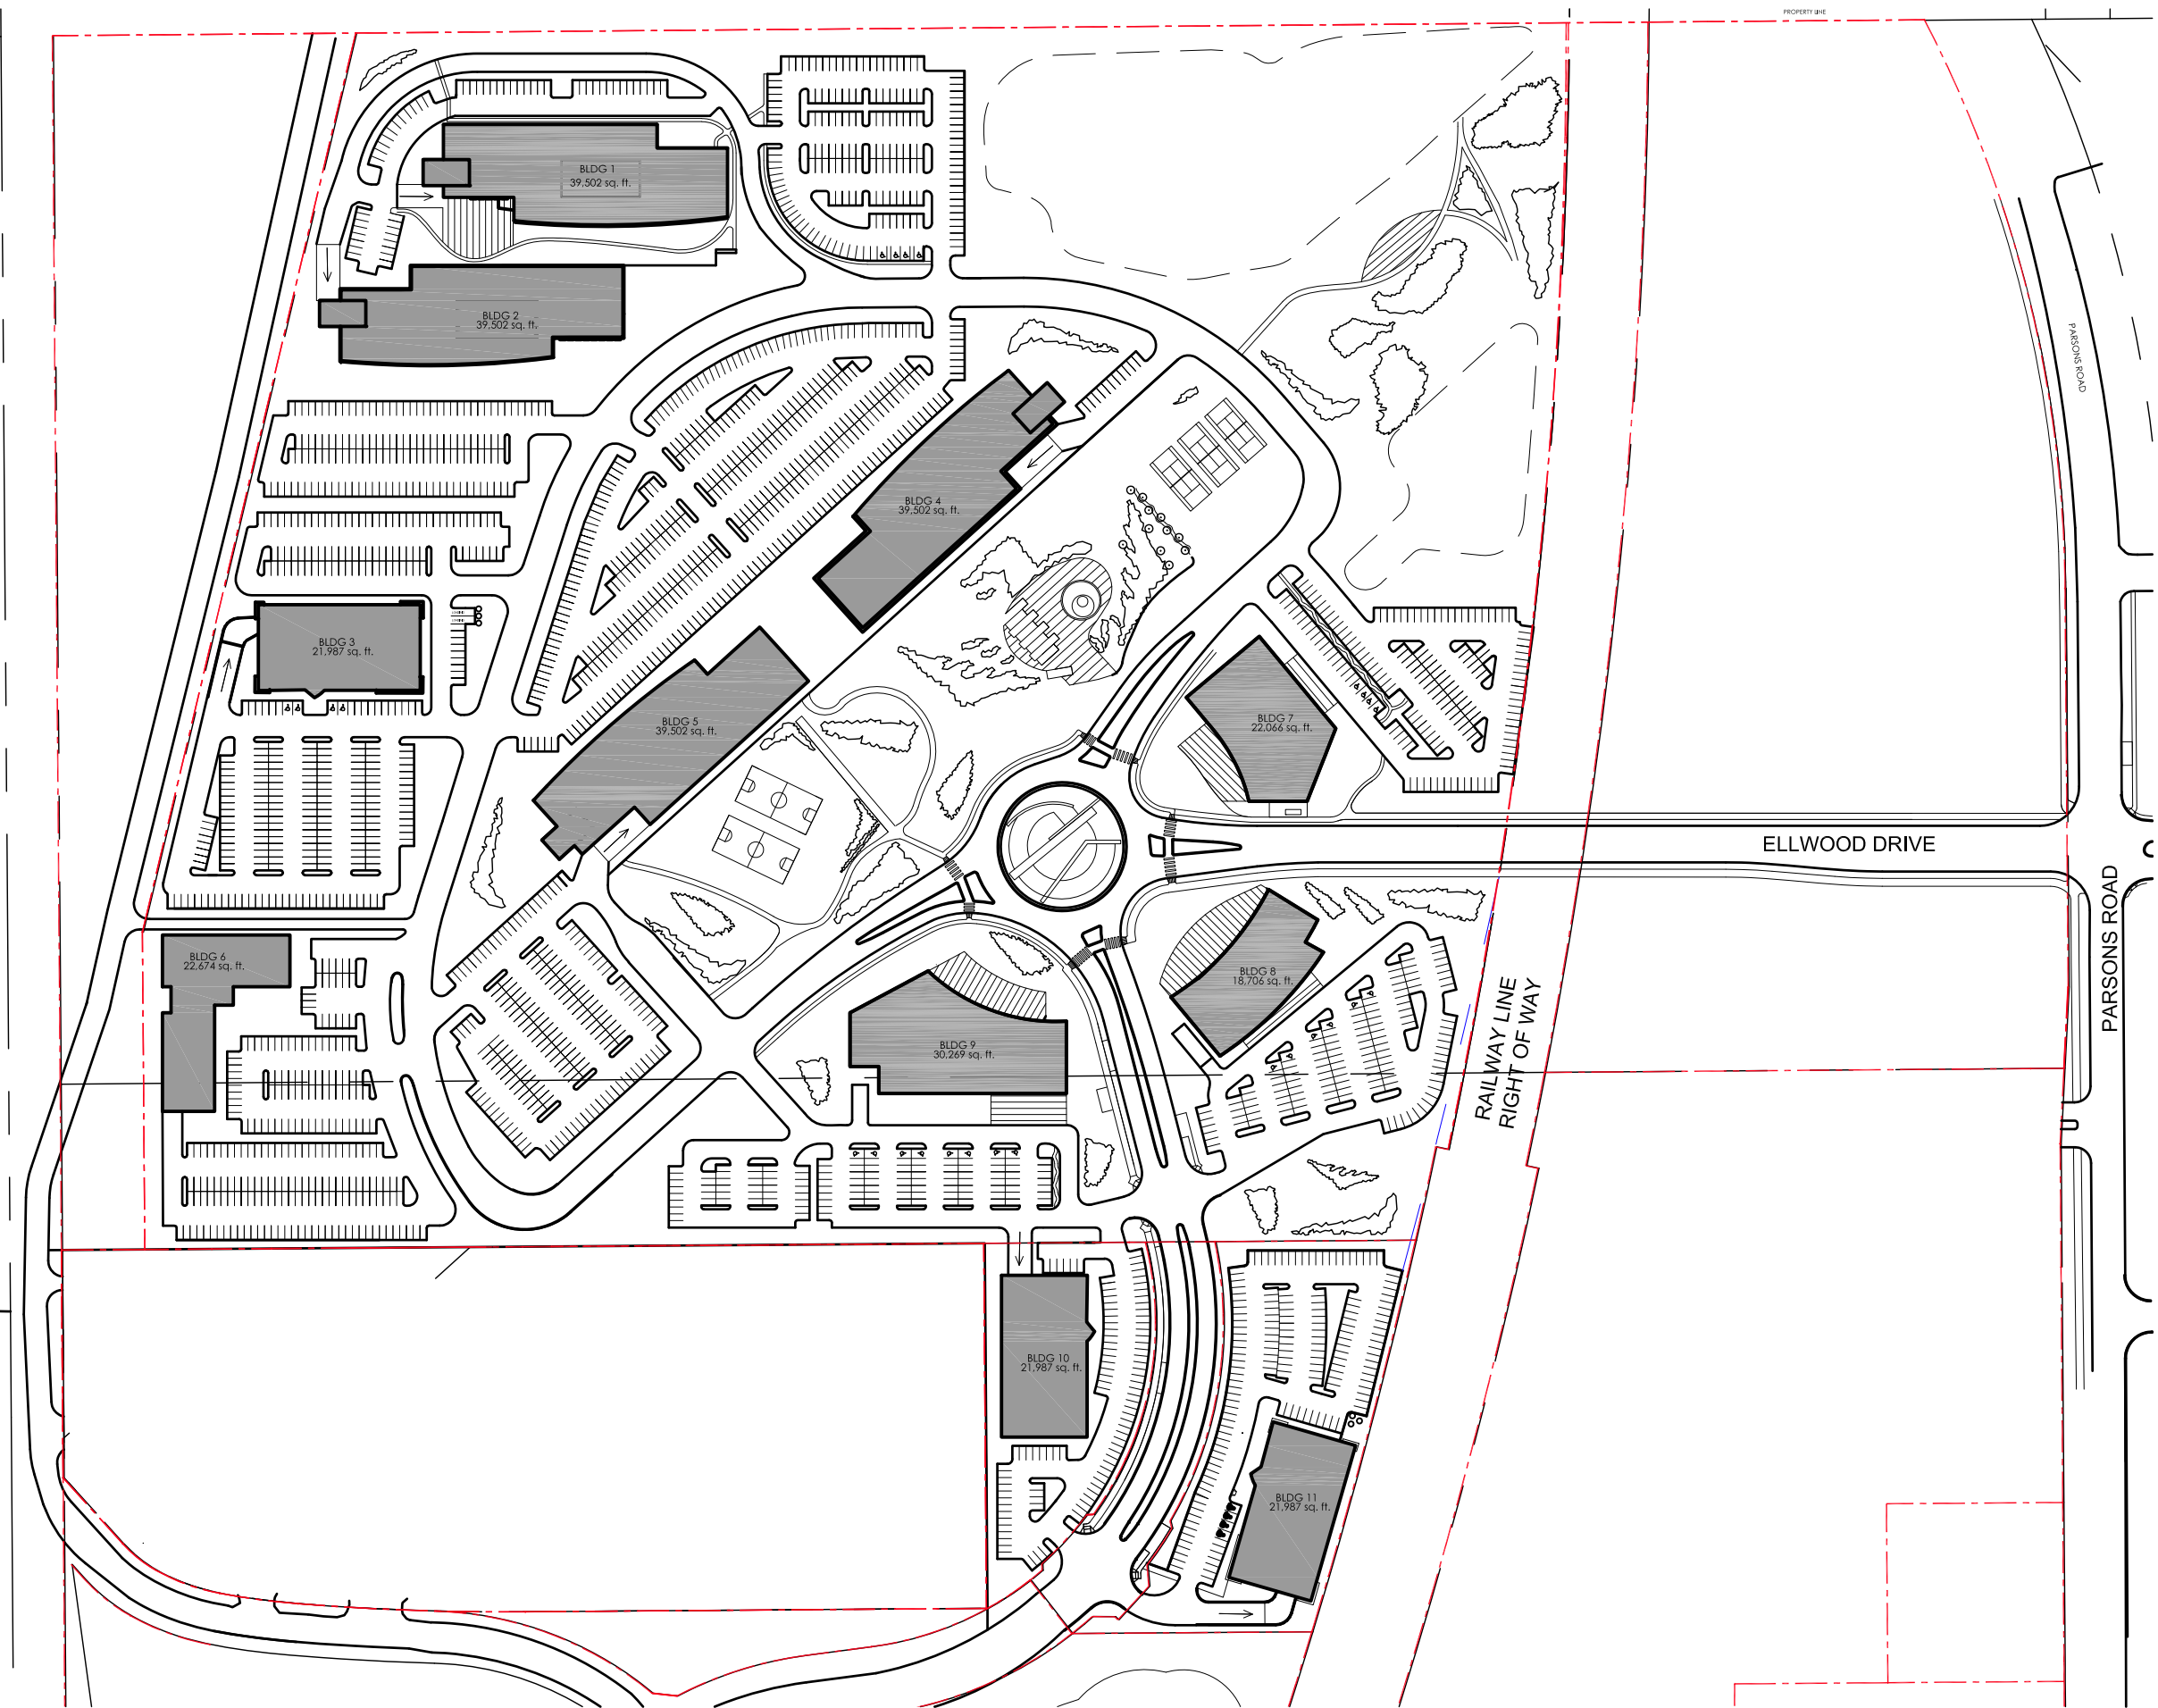 PROPERTY LINE
BLDG 1
39,502 sq. ft.
BLDG 2
39,502 sq. ft.
PARSONS ROAD
BLDG 4
39,502 sq. ft.
BLDG 3
21,987 sq. ft.
BLDG 5
39,502 sq. ft.
BLDG 7
22,066 sq. ft.
ELLWOOD DRIVE
PARSONS ROAD
BLDG 6
22,674 sq. ft.
BLDG 8
18,706 sq. ft.
RAILWAY LINE
RIGHT OF WAY
BLDG 9
30,269 sq. ft.
BLDG 10
21,987 sq. ft.
BLDG 11
21,987 sq. ft.